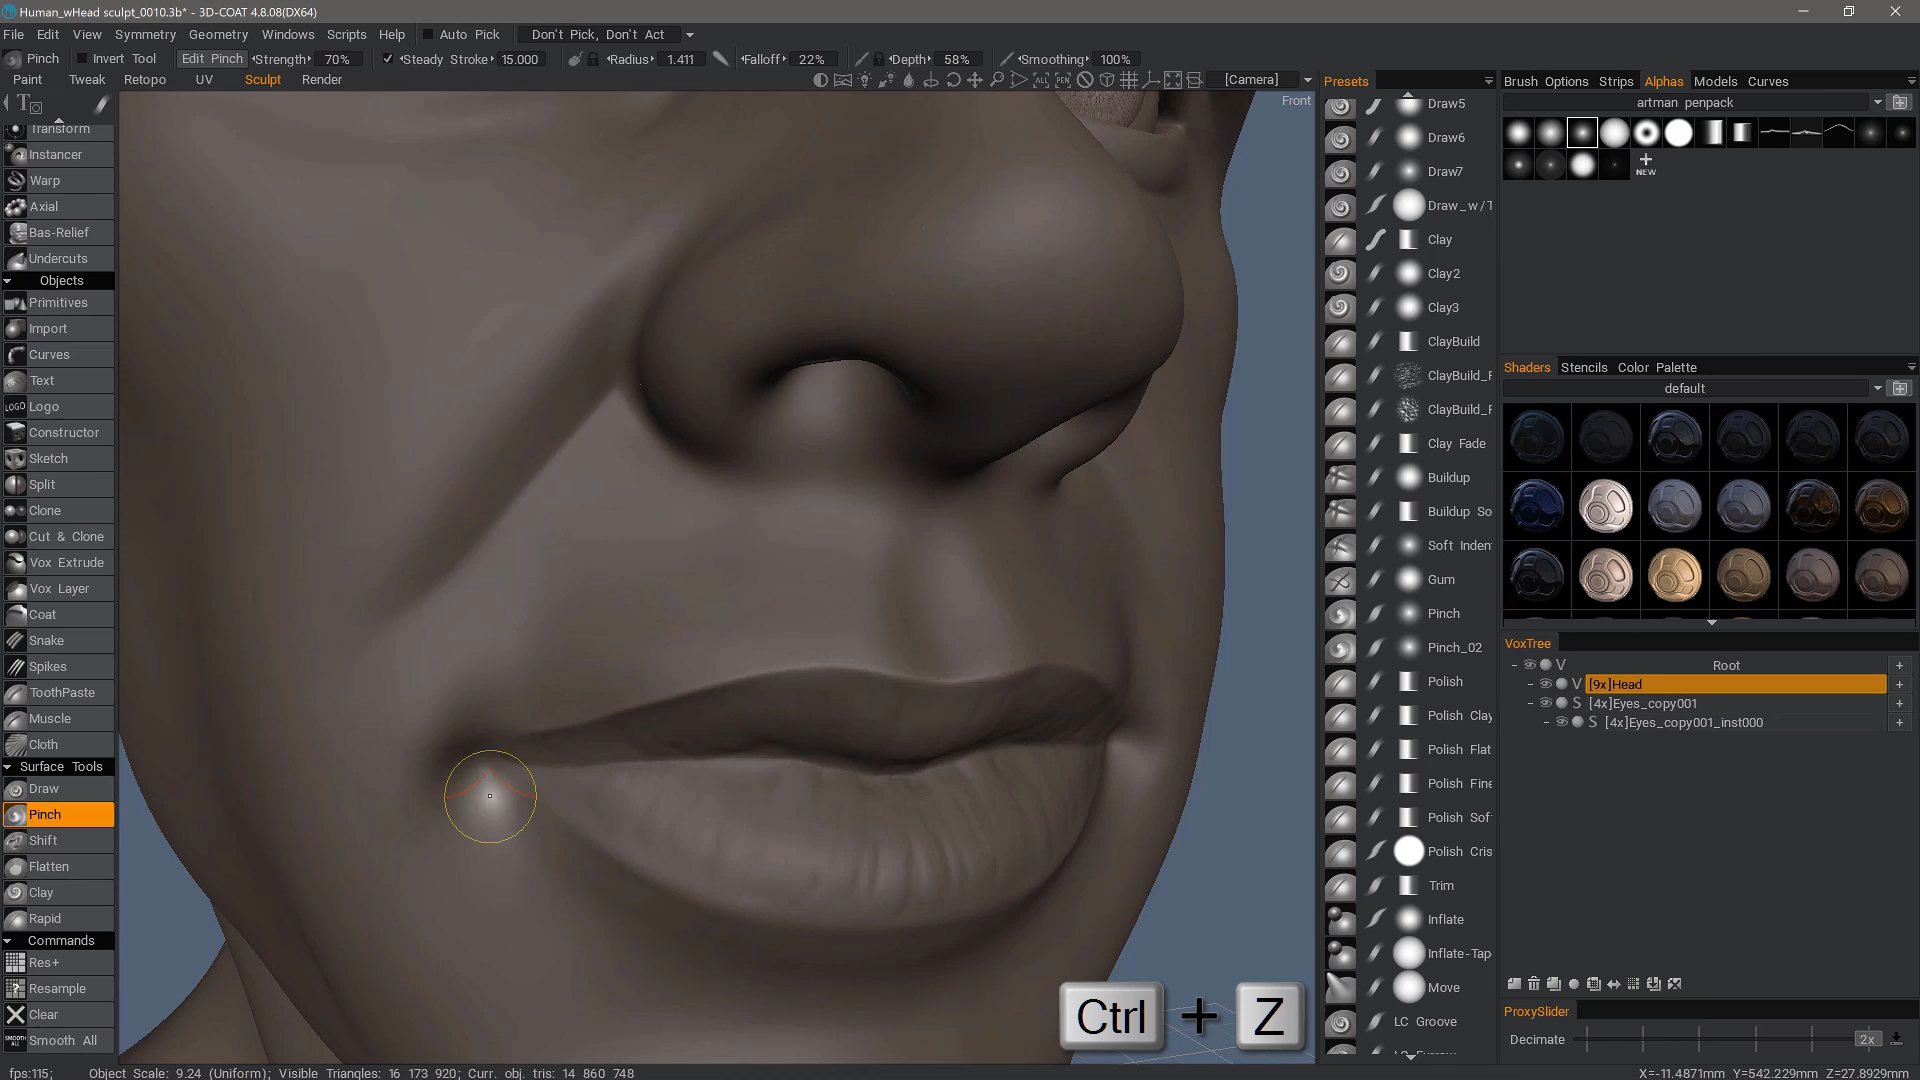 Human_wHead sculpt_0010.3b* - 3D-COAT 4.8.08(DX64)
File Edit View Symmetry Geometry Windows Scripts Help Auto Pick Don't Pick, Don't Act
Pinch Invert Tool Edit Pinch Strength 70% Steady Stroke 15.000 Radius 1.411 Falloff 22% Depth 58% Smoothing 100%
Paint Tweak Retopo UV Sculpt Render [Camera]
Front
Transform
Instancer
Warp
Axial
Bas-Relief
Undercuts
Objects
Primitives
Import
Curves
Text
LOGO Logo
Constructor
Sketch
Split
Clone
Cut & Clone
Vox Extrude
Vox Layer
Coat
Snake
Spikes
ToothPaste
Muscle
Cloth
Surface Tools
Draw
Pinch
Shift
Flatten
Clay
Rapid
Commands
Res+
Resample
Clear
SMOOTH ALL Smooth All
Ctrl + Z
Presets
Draw5
Draw6
Draw7
Draw_w/T
Clay
Clay2
Clay3
ClayBuild
ClayBuild_F
ClayBuild_F
Clay Fade
Buildup
Buildup So
Soft Inden
Gum
Pinch
Pinch_02
Polish
Polish Clay
Polish Flat
Polish Fine
Polish Sof
Polish Cris
Trim
Inflate
Inflate-Tap
Move
LC Groove
Brush Options Strips Alphas Models Curves
artman penpack
NEW
Shaders Stencils Color Palette
default
VoxTree
V Root +
V [9x]Head +
S [4x]Eyes_copy001 +
S [4x]Eyes_copy001_inst000 +
ProxySlider
Decimate 2x
fps:115; Object Scale: 9.24 (Uniform); Visible Triangles: 16 173 920; Curr. obj. tris: 14 860 748 X=-11.4871mm Y=542.229mm Z=27.8929mm